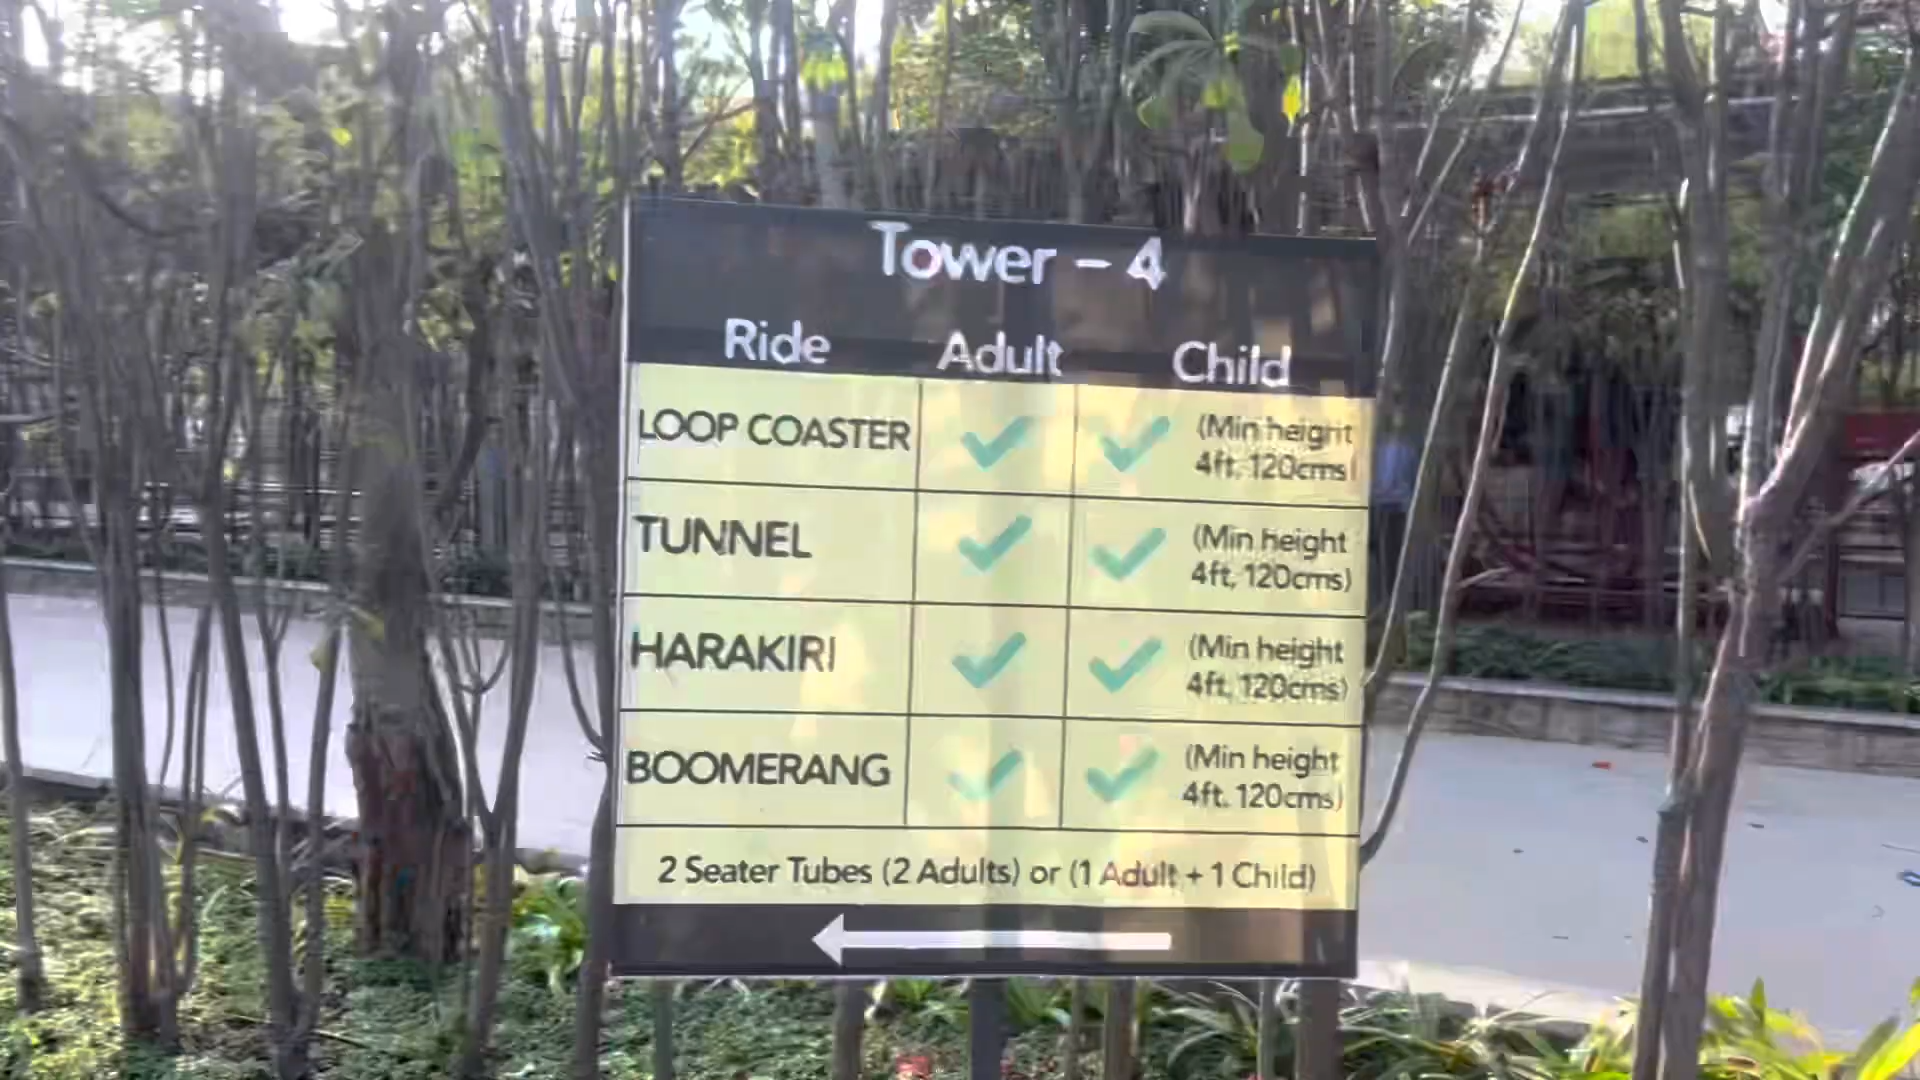 Tower – 4
Ride Adult Child
LOOP COASTER ✓ ✓ (Min height
4ft, 120cms)
TUNNEL ✓ ✓ (Min height
4ft, 120cms)
HARAKIRI ✓ ✓ (Min height
4ft, 120cms)
BOOMERANG ✓ ✓ (Min height
4ft. 120cms)
2 Seater Tubes (2 Adults) or (1 Adult + 1 Child)